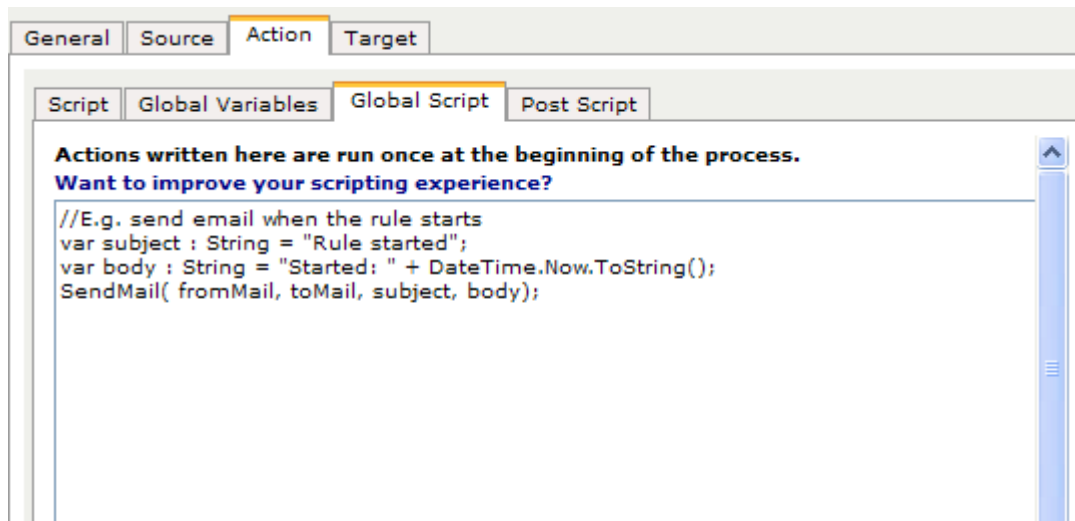 General Source Action Target
Script Global Variables Global Script Post Script
Actions written here are run once at the beginning of the process.
Want to improve your scripting experience?
//E.g. send email when the rule starts
var subject : String = "Rule started";
var body : String = "Started: " + DateTime.Now.ToString();
SendMail( fromMail, toMail, subject, body);